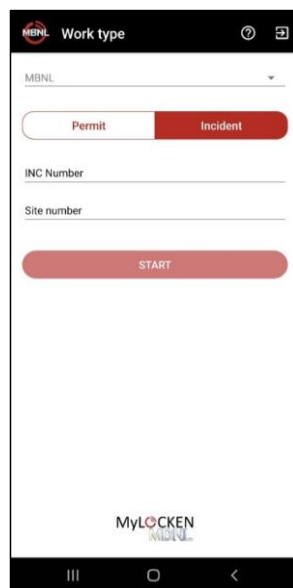 MBNL Work type
MBNL
Permit Incident
INC Number
Site number
START
MyLOCKEN
MBNL